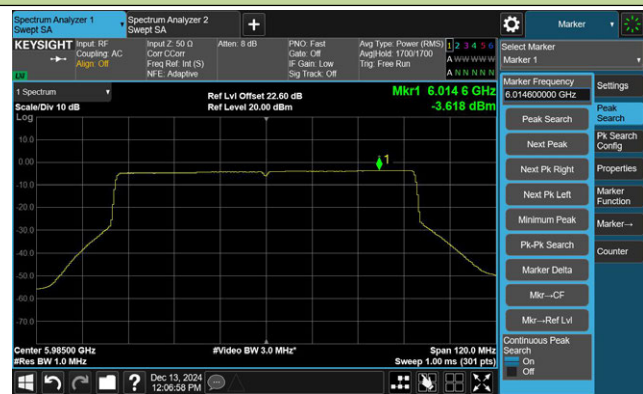 Spectrum Analyzer 1
Swept SA
Spectrum Analyzer 2
Swept SA
+
Marker
KEYSIGHT
Input: RF
Coupling: AC
Align: Off
Input Z: 50 Ω
Corr CCorr
Freq Ref: Int (S)
NFE: Adaptive
Atten: 8 dB
PNO: Fast
Gate: Off
IF Gain: Low
Sig Track: Off
Avg Type: Power (RMS)
Avg|Hold: 1700/1700
Trig: Free Run
1 2 3 4 5 6
A W W W W W
A N N N N N
LVI
Select Marker
Marker 1
1 Spectrum
Scale/Div 10 dB
Ref Lvl Offset 22.60 dB
Ref Level 20.00 dBm
Mkr1 6.014 6 GHz
-3.618 dBm
Log
10.0
0.00
-10.0
-20.0
-30.0
-40.0
-50.0
-60.0
-70.0
1
Center 5.98500 GHz
#Res BW 1.0 MHz
#Video BW 3.0 MHz*
Span 120.0 MHz
Sweep 1.00 ms (301 pts)
Marker Frequency
6.014600000 GHz
Peak Search
Next Peak
Next Pk Right
Next Pk Left
Minimum Peak
Pk-Pk Search
Marker Delta
Mkr→CF
Mkr→Ref Lvl
Continuous Peak
Search
On
Off
Settings
Peak
Search
Pk Search
Config
Properties
Marker
Function
Marker→
Counter
?
Dec 13, 2024
12:06:58 PM